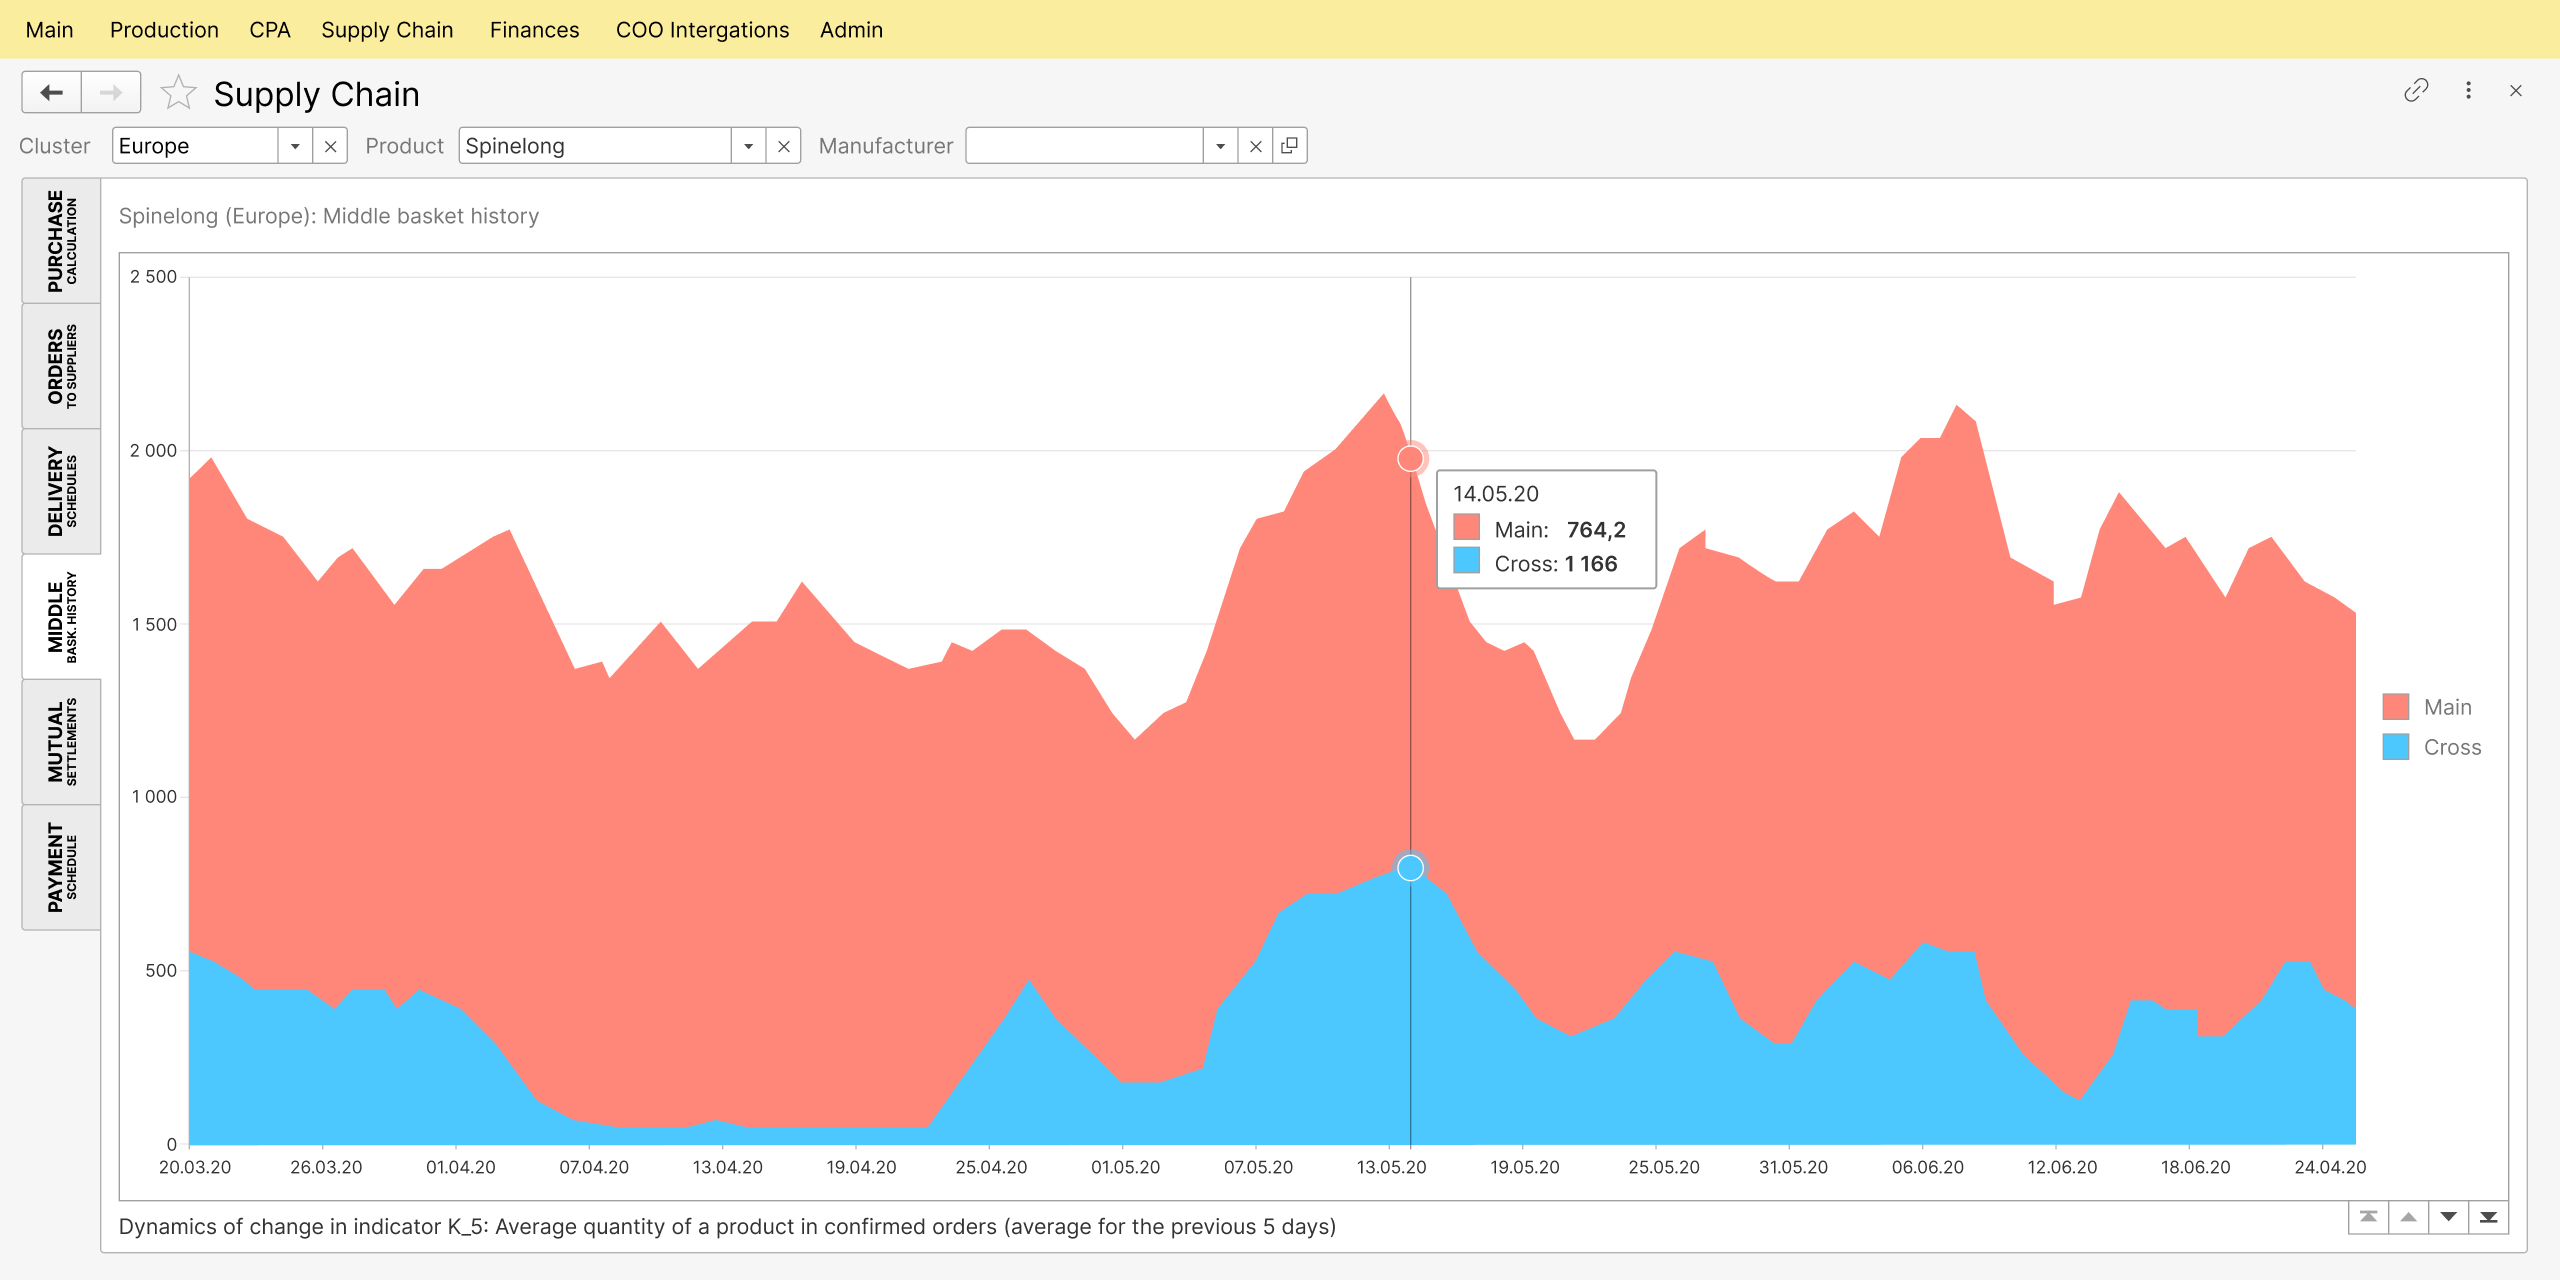 Main Production CPA Supply Chain Finances COO Intergations Admin
Supply Chain
Cluster Europe Product Spinelong Manufacturer
PURCHASE
CALCULATION
ORDERS
TO SUPPLIERS
DELIVERY
SCHEDULES
MIDDLE
BASK. HISTORY
MUTUAL
SETTLEMENTS
PAYMENT
SCHEDULE
Spinelong (Europe): Middle basket history
2 500
2 000
1 500
1 000
500
0
14.05.20
Main: 764,2
Cross: 1 166
Main
Cross
20.03.20 26.03.20 01.04.20 07.04.20 13.04.20 19.04.20 25.04.20 01.05.20 07.05.20 13.05.20 19.05.20 25.05.20 31.05.20 06.06.20 12.06.20 18.06.20 24.04.20
Dynamics of change in indicator K_5: Average quantity of a product in confirmed orders (average for the previous 5 days)